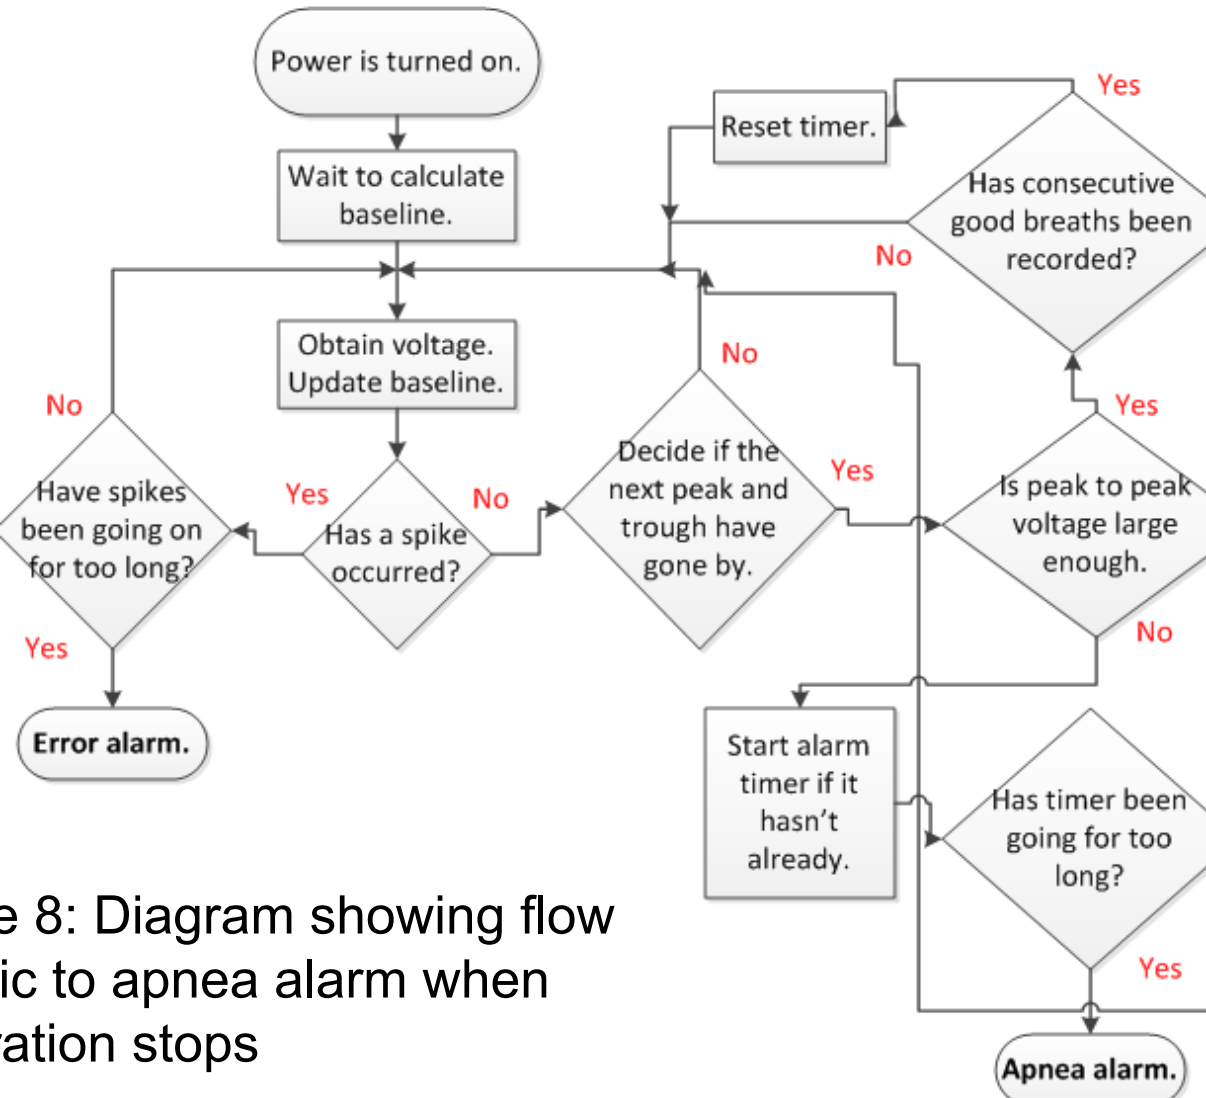 Power is turned on.
Wait to calculate
baseline.
Obtain voltage.
Update baseline.
Has a spike
occurred?
Yes
No
Have spikes
been going on
for too long?
No
Yes
Error alarm.
Decide if the
next peak and
trough have
gone by.
No
Yes
Is peak to peak
voltage large
enough.
Yes
No
Has consecutive
good breaths been
recorded?
Yes
No
Reset timer.
Start alarm
timer if it
hasn't
already.
Has timer been
going for too
long?
Yes
Apnea alarm.
e 8: Diagram showing flow
ic to apnea alarm when
ration stops